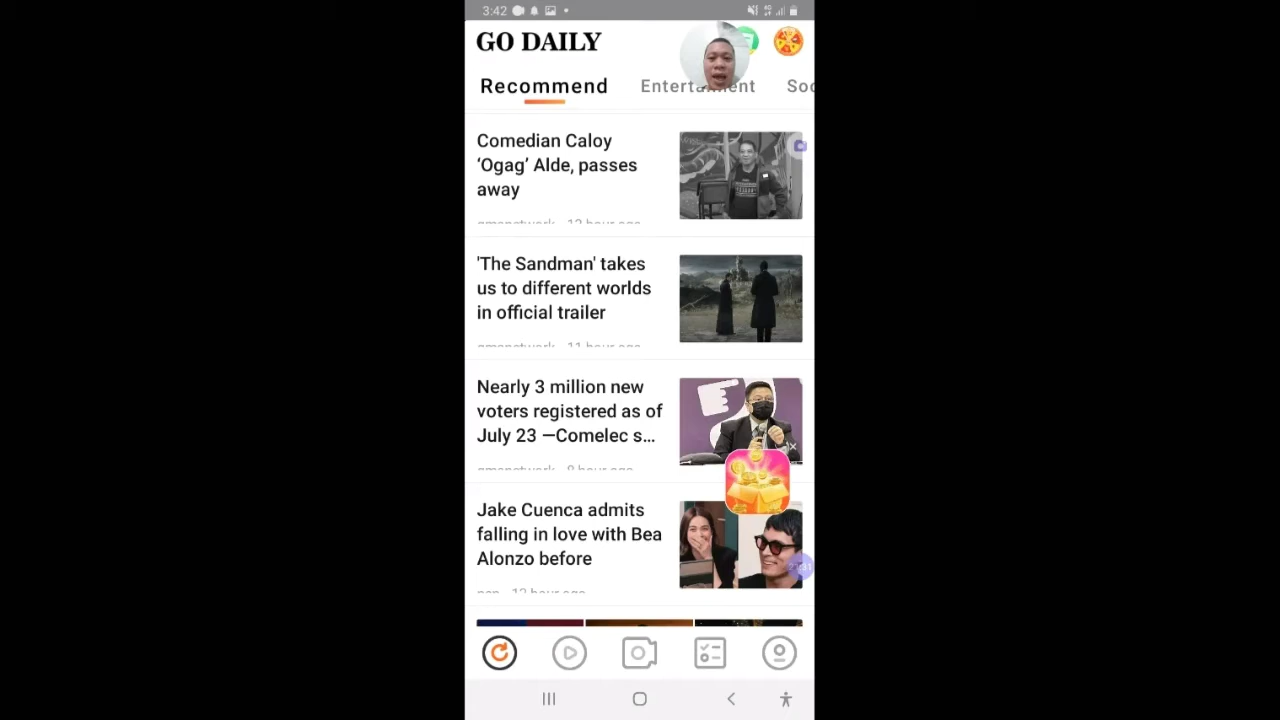 3:42
GO DAILY
Recommend
Entertainment
Soc
Comedian Caloy
‘Ogag’ Alde, passes
away
'The Sandman' takes
us to different worlds
in official trailer
Nearly 3 million new
voters registered as of
July 23 —Comelec s...
Jake Cuenca admits
falling in love with Bea
Alonzo before